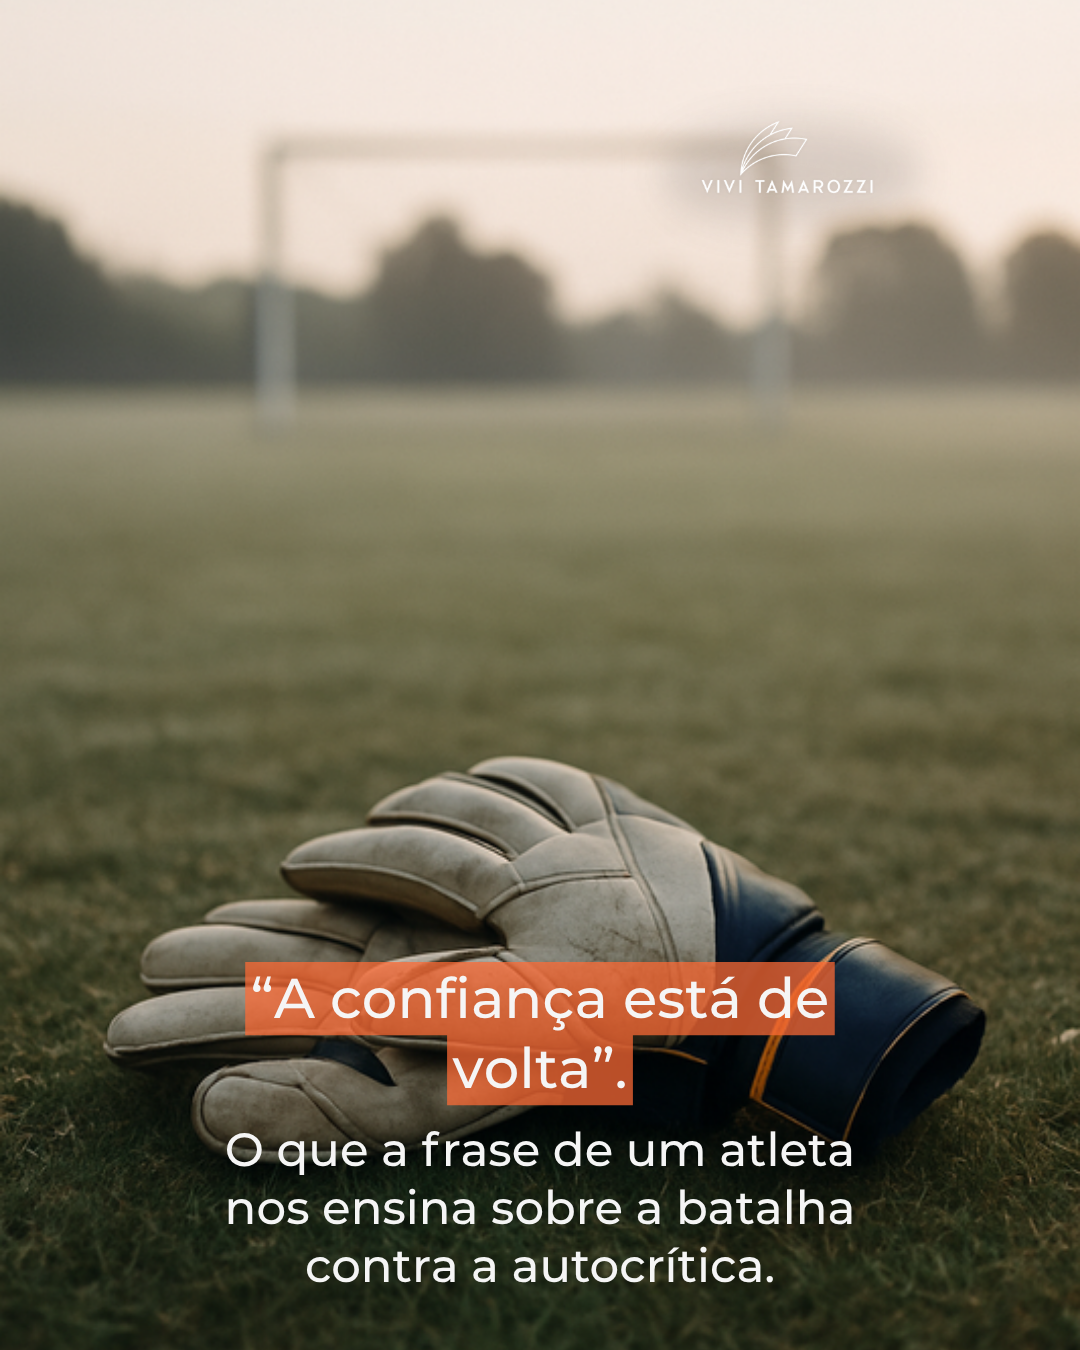 VIVI TAMAROZZI
“A confiança está de
volta”.
O que a frase de um atleta
nos ensina sobre a batalha
contra a autocrítica.